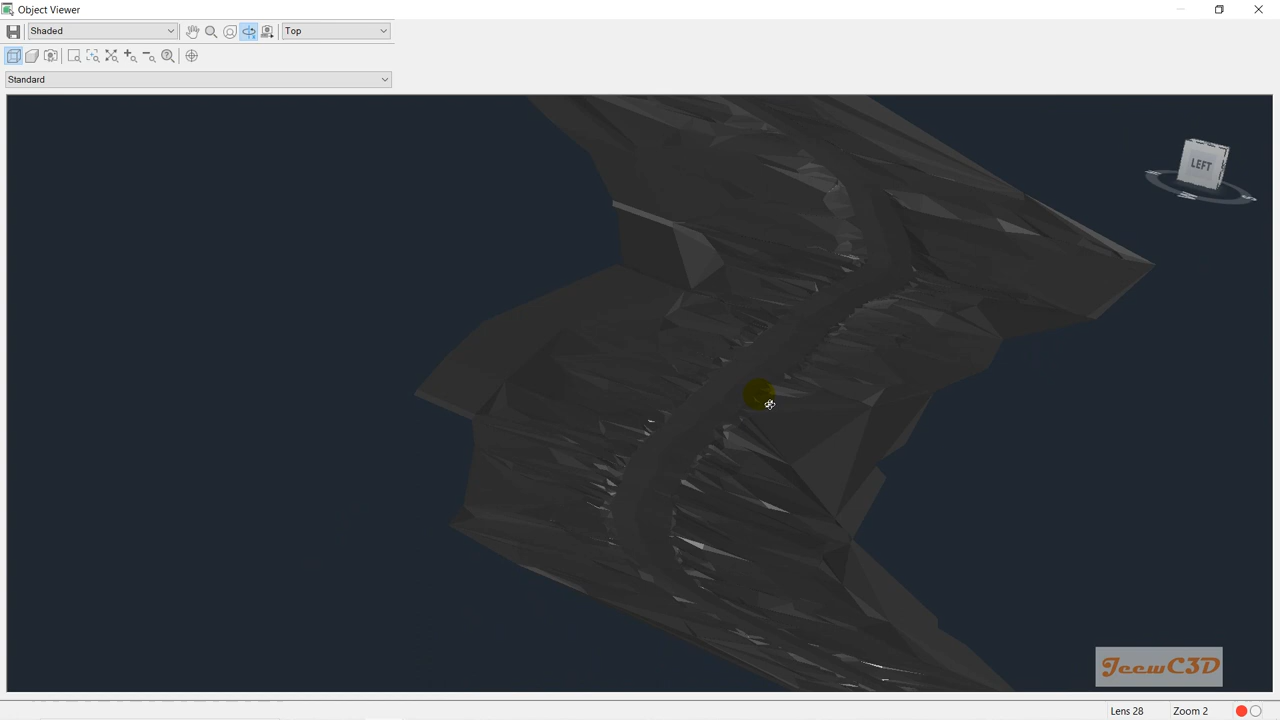 Object Viewer
Shaded
Top
Standard
LEFT
JeewC3D
Lens 28
Zoom 2